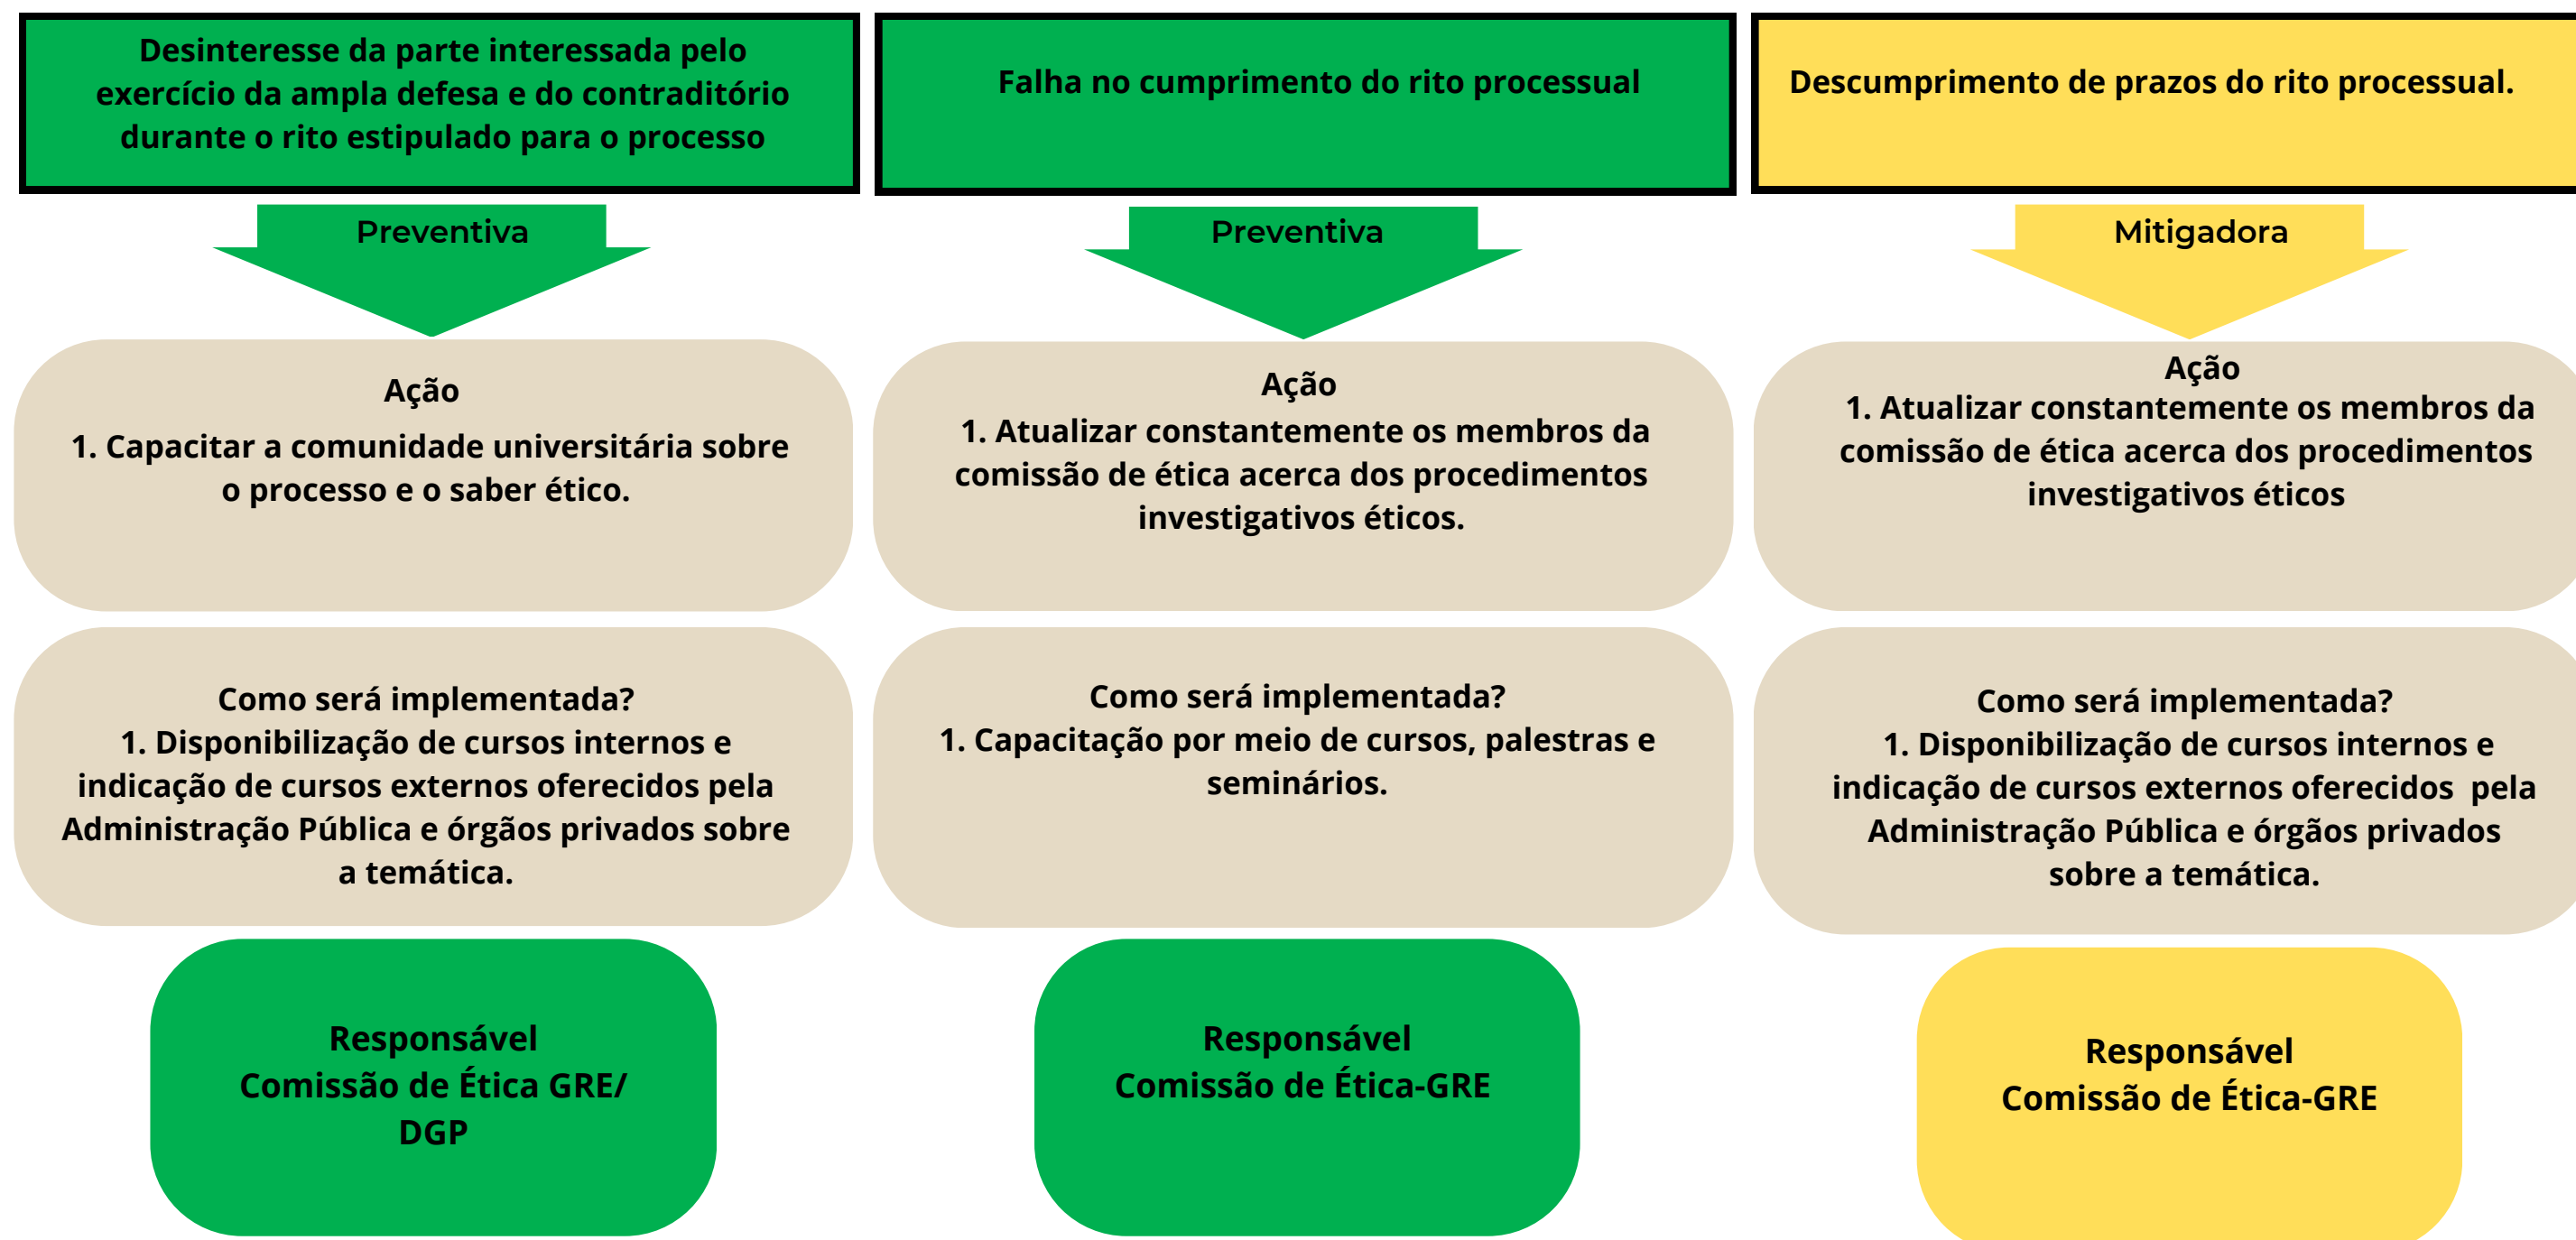 Desinteresse da parte interessada pelo
exercício da ampla defesa e do contraditório
durante o rito estipulado para o processo
Preventiva
Ação
1. Capacitar a comunidade universitária sobre
o processo e o saber ético.
Como será implementada?
1. Disponibilização de cursos internos e
indicação de cursos externos oferecidos pela
Administração Pública e órgãos privados sobre
a temática.
Responsável
Comissão de Ética GRE/
DGP
Falha no cumprimento do rito processual
Preventiva
Ação
1. Atualizar constantemente os membros da
comissão de ética acerca dos procedimentos
investigativos éticos.
Como será implementada?
1. Capacitação por meio de cursos, palestras e
seminários.
Responsável
Comissão de Ética-GRE
Descumprimento de prazos do rito processual.
Mitigadora
Ação
1. Atualizar constantemente os membros da
comissão de ética acerca dos procedimentos
investigativos éticos
Como será implementada?
1. Disponibilização de cursos internos e
indicação de cursos externos oferecidos  pela
Administração Pública e órgãos privados
sobre a temática.
Responsável
Comissão de Ética-GRE